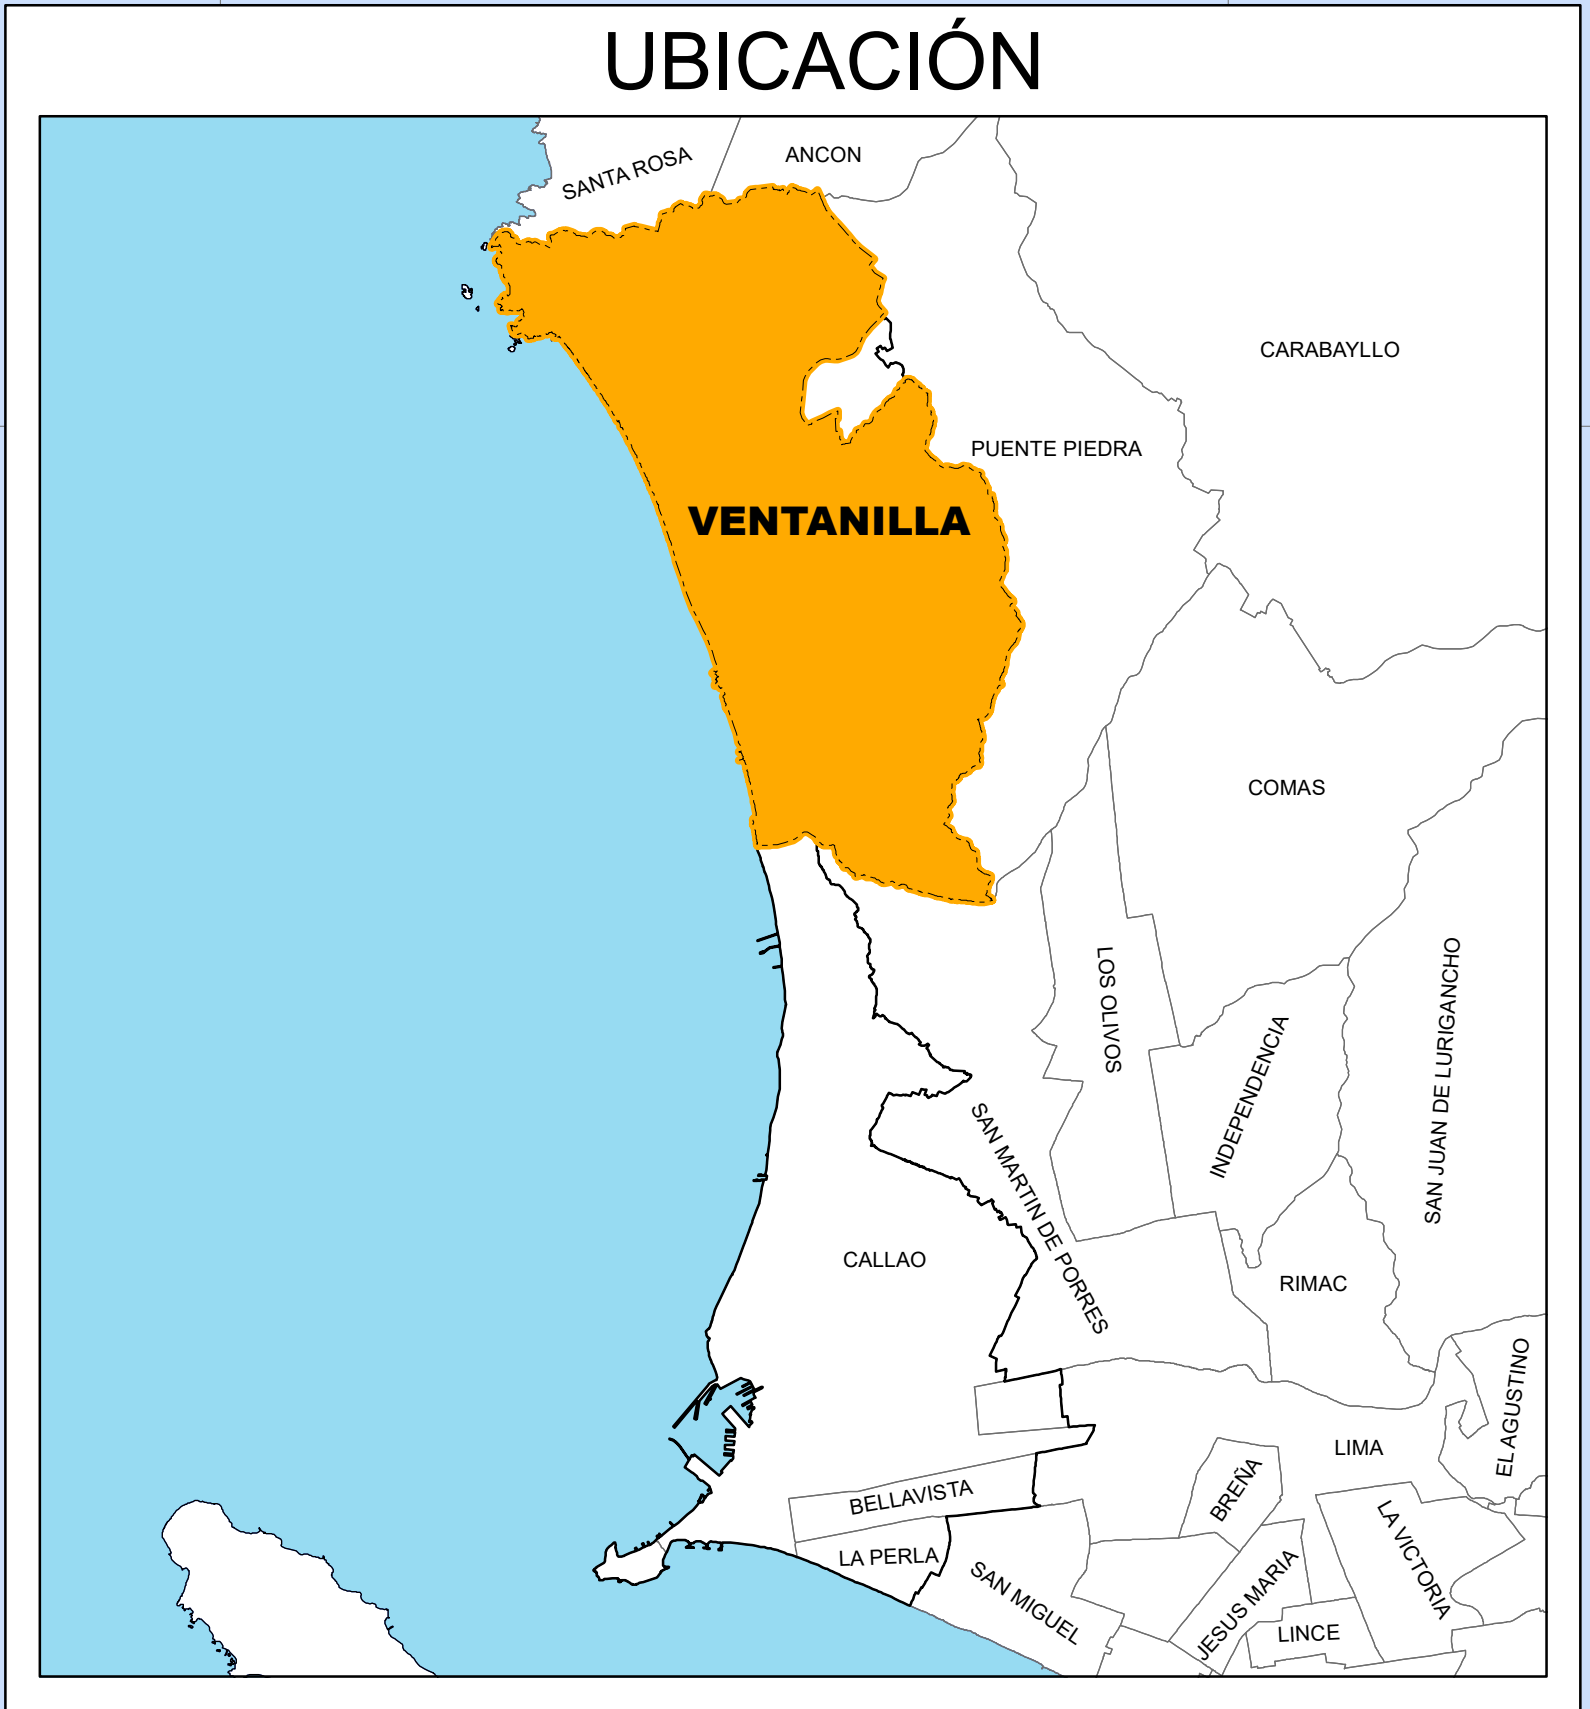 UBICACIÓN
SANTA ROSA
ANCON
CARABAYLLO
PUENTE PIEDRA
VENTANILLA
COMAS
LOS OLIVOS
SAN JUAN DE LURIGANCHO
INDEPENDENCIA
SAN MARTIN DE PORRES
CALLAO
RIMAC
EL AGUSTINO
LIMA
BELLAVISTA
BREÑA
LA VICTORIA
LA PERLA
SAN MIGUEL
JESUS MARIA
LINCE